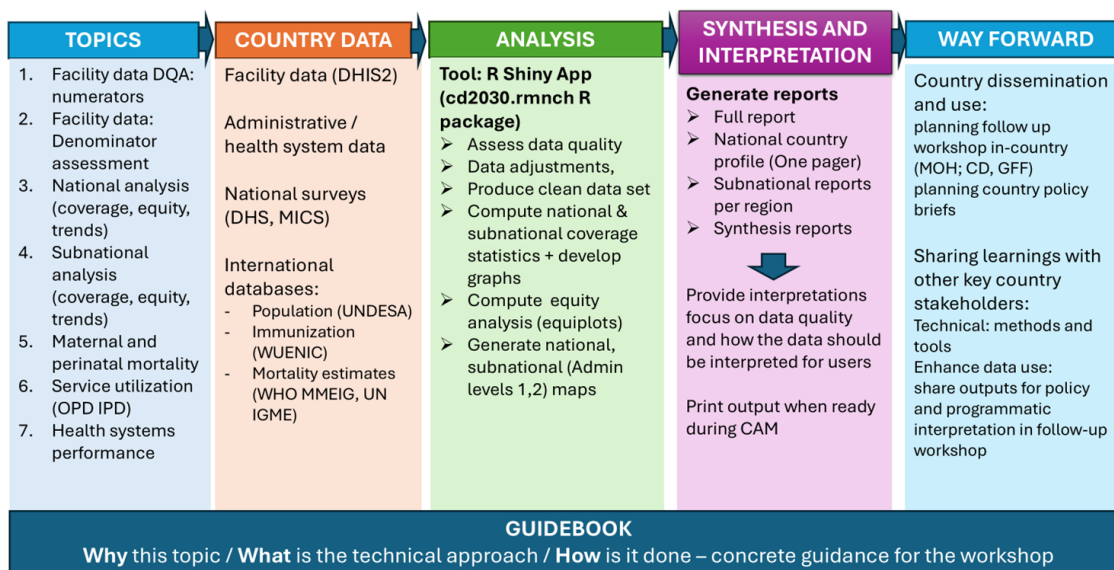 TOPICS
1. Facility data DQA:
numerators
2. Facility data:
Denominator
assessment
3. National analysis
(coverage, equity,
trends)
4. Subnational
analysis
(coverage, equity,
trends)
5. Maternal and
perinatal mortality
6. Service utilization
(OPD IPD)
7. Health systems
performance
COUNTRY DATA
Facility data (DHIS2)
Administrative /
health system data
National surveys
(DHS, MICS)
International
databases:
- Population (UNDESA)
- Immunization
(WUENIC)
- Mortality estimates
(WHO MMEIG, UN
IGME)
ANALYSIS
Tool: R Shiny App
(cd2030.rmnch R
package)
➢ Assess data quality
➢ Data adjustments,
➢ Produce clean data set
➢ Compute national &
subnational coverage
statistics + develop
graphs
➢ Compute equity
analysis (equiplots)
➢ Generate national,
subnational (Admin
levels 1,2) maps
SYNTHESIS AND
INTERPRETATION
Generate reports
➢ Full report
➢ National country
profile (One pager)
➢ Subnational reports
per region
➢ Synthesis reports
Provide interpretations
focus on data quality
and how the data should
be interpreted for users
Print output when ready
during CAM
WAY FORWARD
Country dissemination
and use:
planning follow up
workshop in-country
(MOH; CD, GFF)
planning country policy
briefs
Sharing learnings with
other key country
stakeholders:
Technical: methods and
tools
Enhance data use:
share outputs for policy
and programmatic
interpretation in follow-up
workshop
GUIDEBOOK
Why this topic / What is the technical approach / How is it done – concrete guidance for the workshop